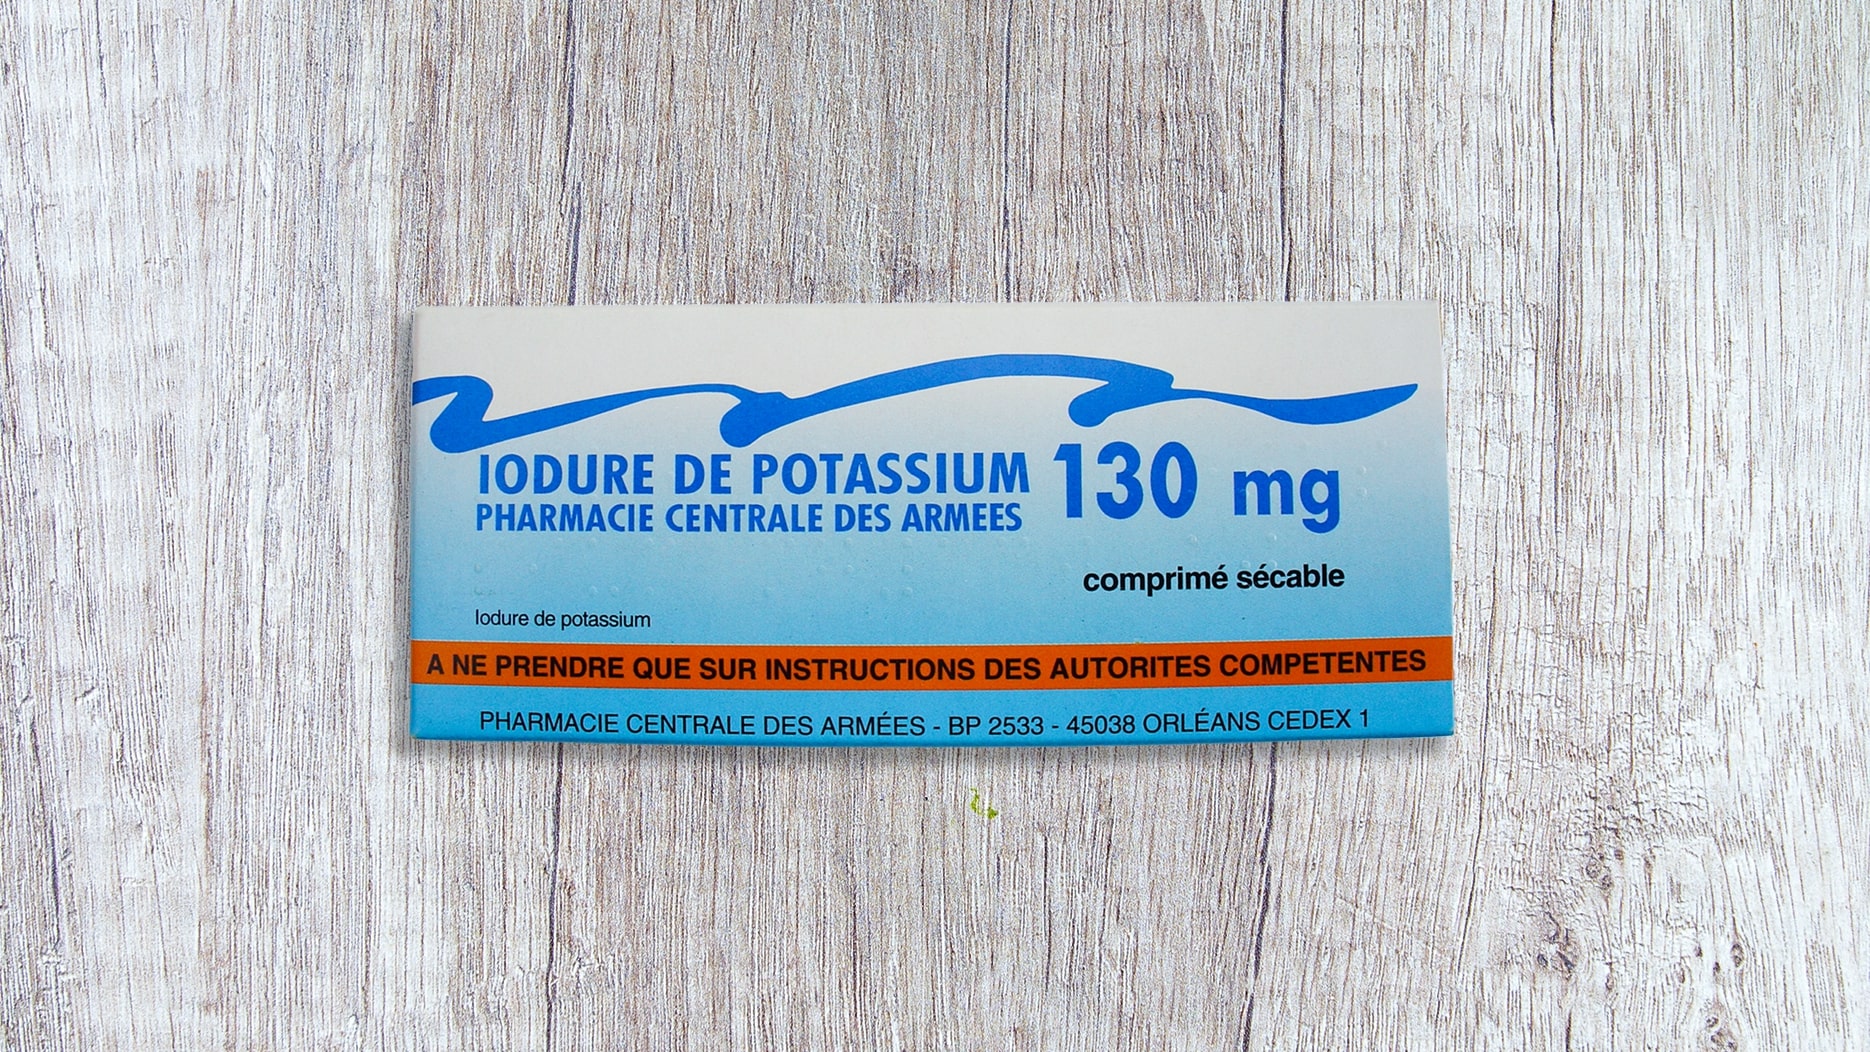 IODURE DE POTASSIUM 130 mg
PHARMACIE CENTRALE DES ARMEES
comprimé sécable
Iodure de potassium
A NE PRENDRE QUE SUR INSTRUCTIONS DES AUTORITES COMPETENTES
PHARMACIE CENTRALE DES ARMÉES - BP 2533 - 45038 ORLÉANS CEDEX 1